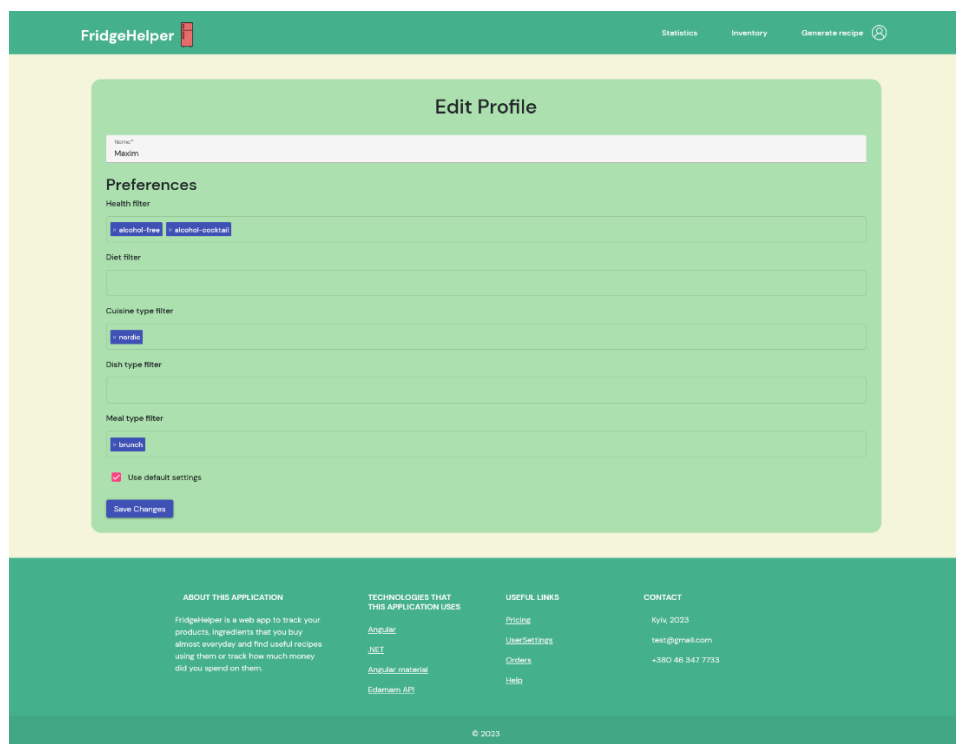 FridgeHelper
Statistics
Inventory
Generate recipe
Edit Profile
Name*
Maxim
Preferences
Health filter
× alcohol-free × alcohol-cocktail
Diet filter
Cuisine type filter
× nordic
Dish type filter
Meal type filter
× brunch
Use default settings
Save Changes
ABOUT THIS APPLICATION
FridgeHelper is a web app to track your
products, ingredients that you buy
almost everyday and find useful recipes
using them or track how much money
did you spend on them.
TECHNOLOGIES THAT
THIS APPLICATION USES
Angular
.NET
Angular material
Edamam API
USEFUL LINKS
Pricing
UserSettings
Orders
Help
CONTACT
Kyiv, 2023
test@gmail.com
+380 46 347 7733
© 2023